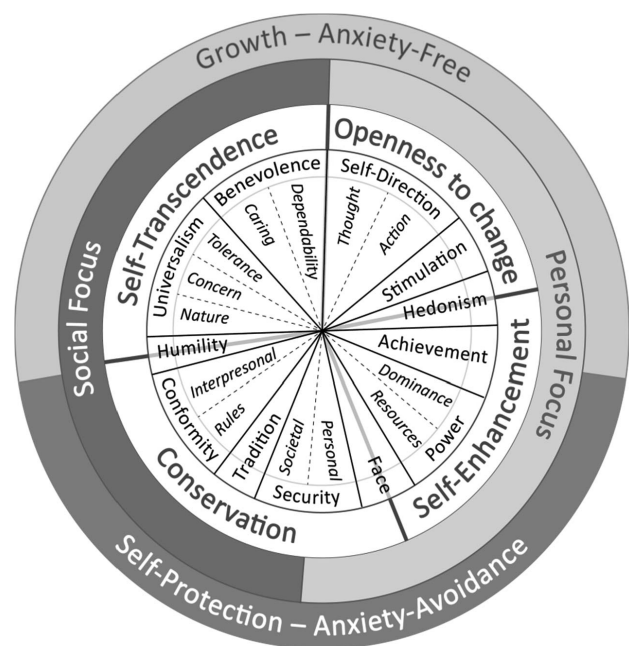 Growth – Anxiety-Free
Social Focus
Personal Focus
Self-Protection – Anxiety-Avoidance
Self-Transcendence
Openness to change
Self-Enhancement
Conservation
Benevolence
Caring
Dependability
Universalism
Tolerance
Concern
Nature
Humility
Conformity
Interpresonal
Rules
Tradition
Security
Societal
Personal
Face
Power
Dominance
Resources
Achievement
Hedonism
Stimulation
Self-Direction
Thought
Action